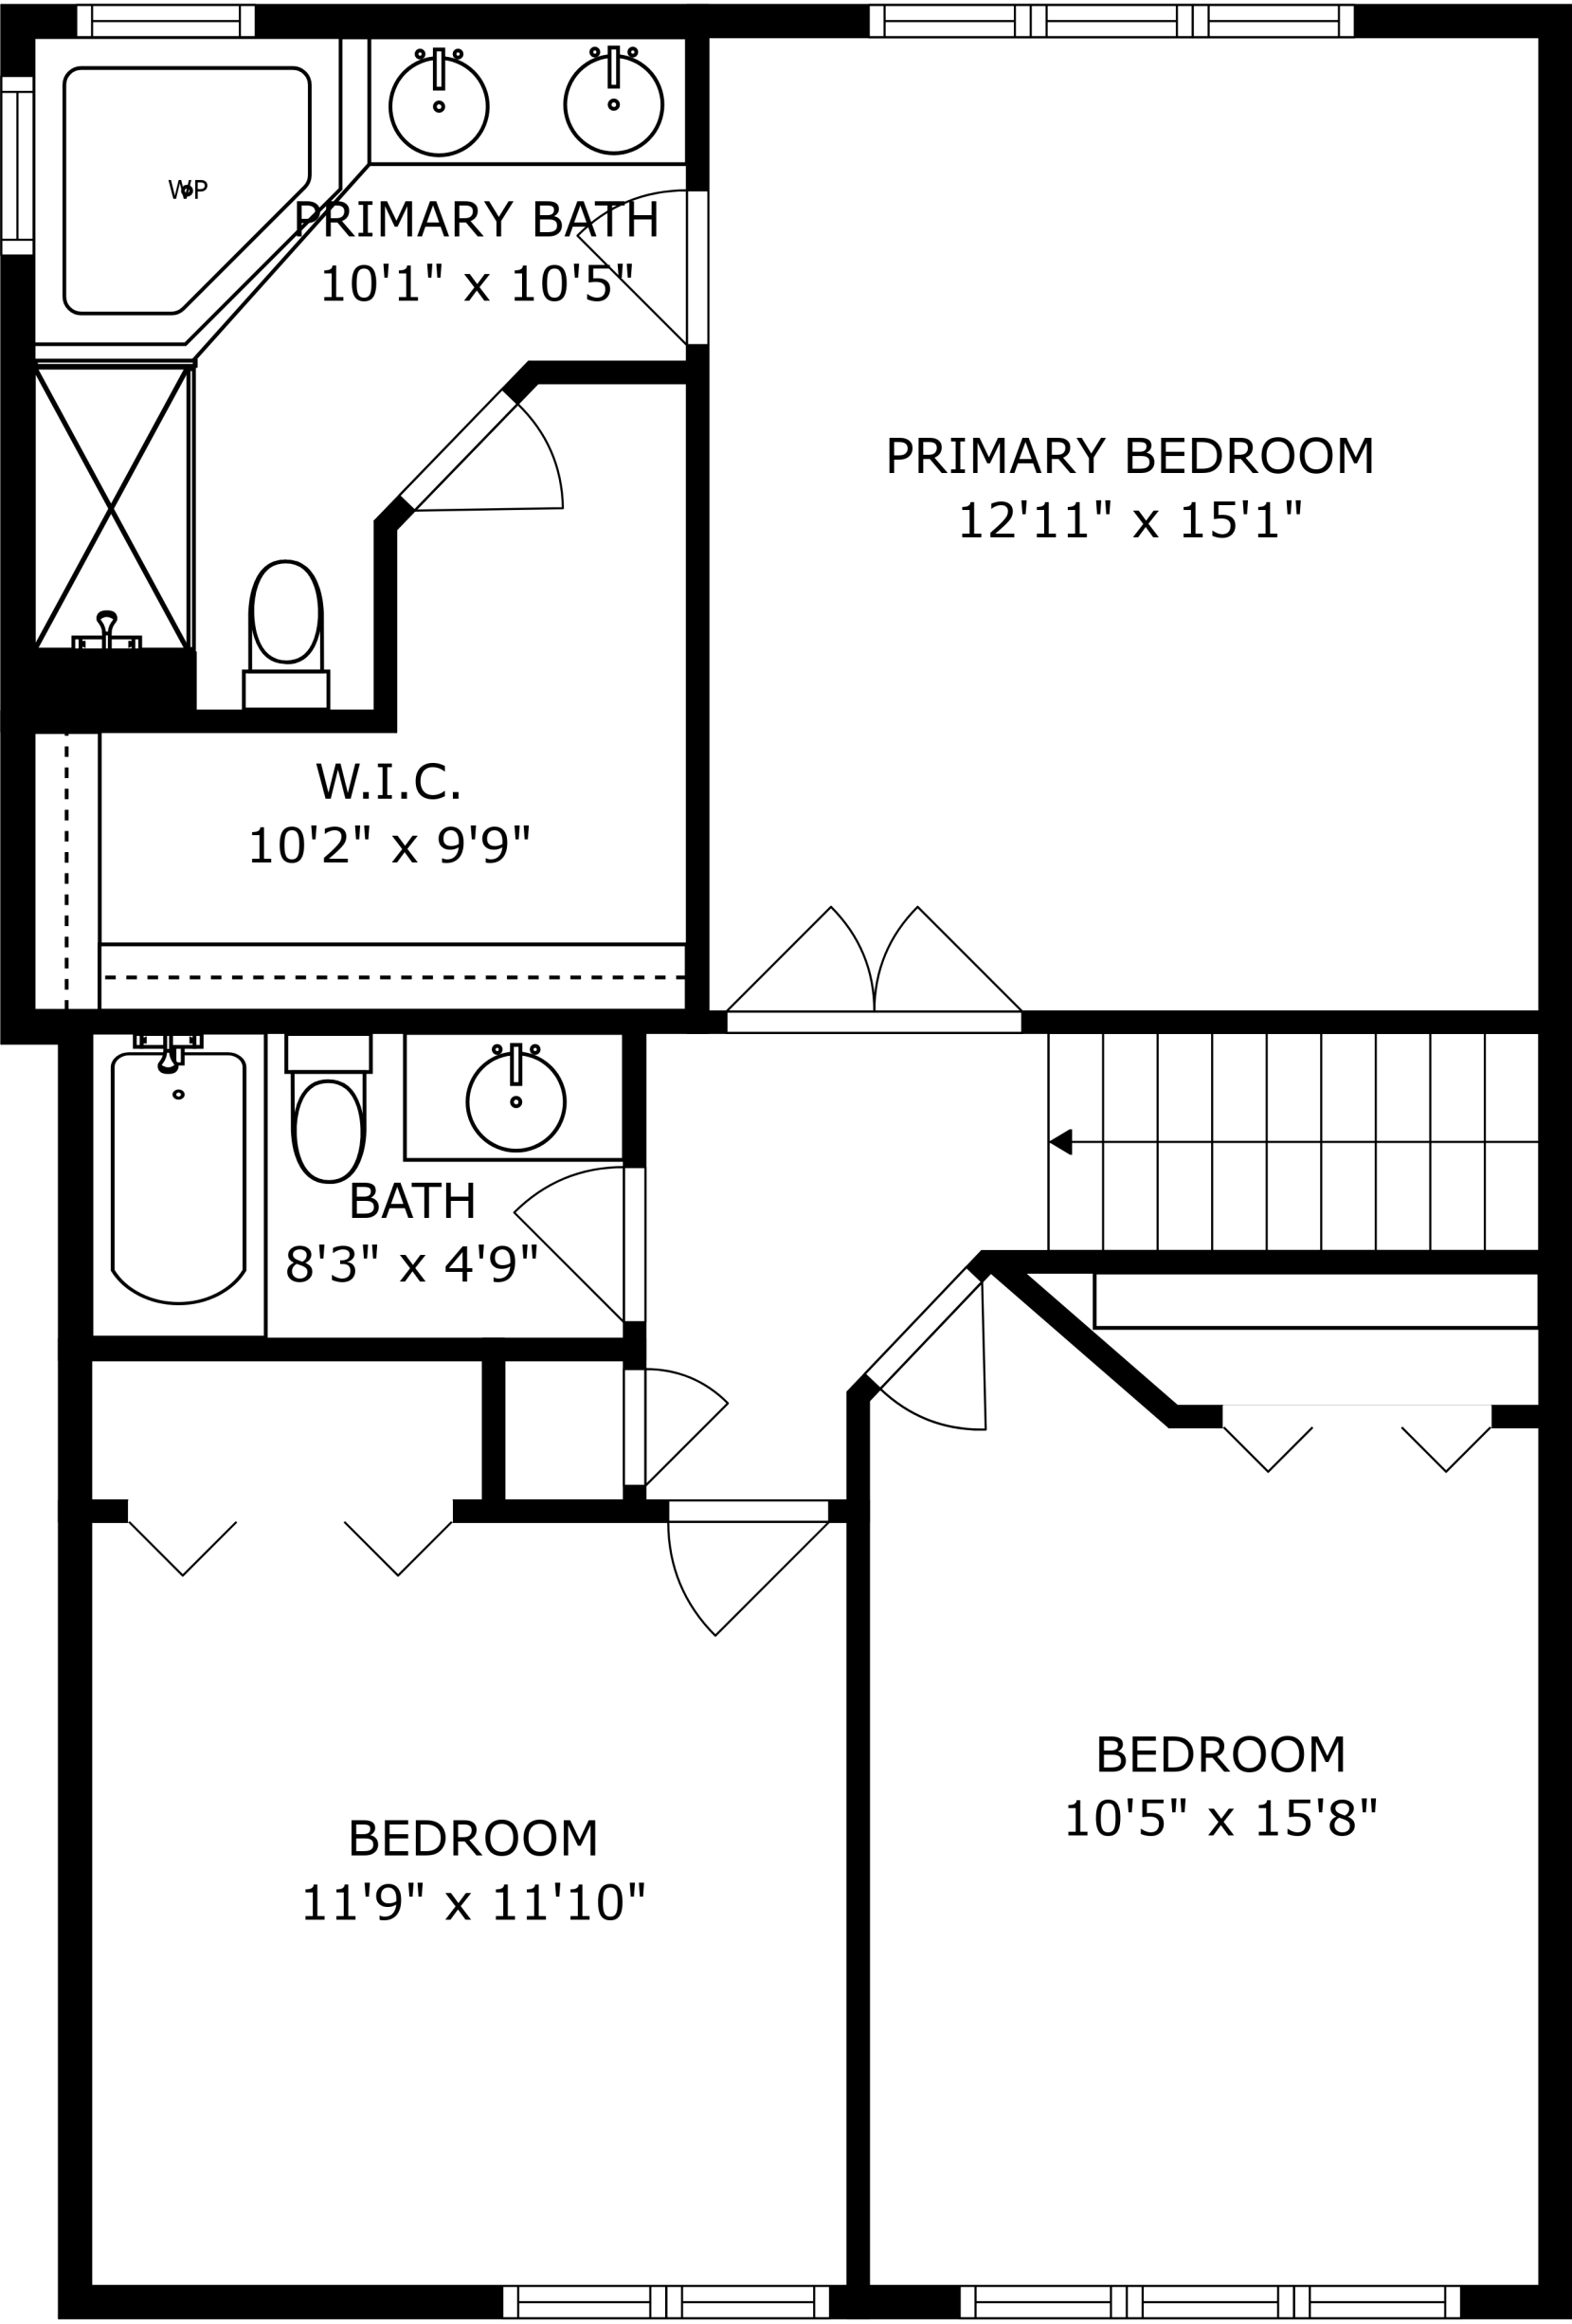 WP
PRIMARY BATH
10'1" x 10'5"
PRIMARY BEDROOM
12'11" x 15'1"
W.I.C.
10'2" x 9'9"
BATH
8'3" x 4'9"
BEDROOM
10'5" x 15'8"
BEDROOM
11'9" x 11'10"